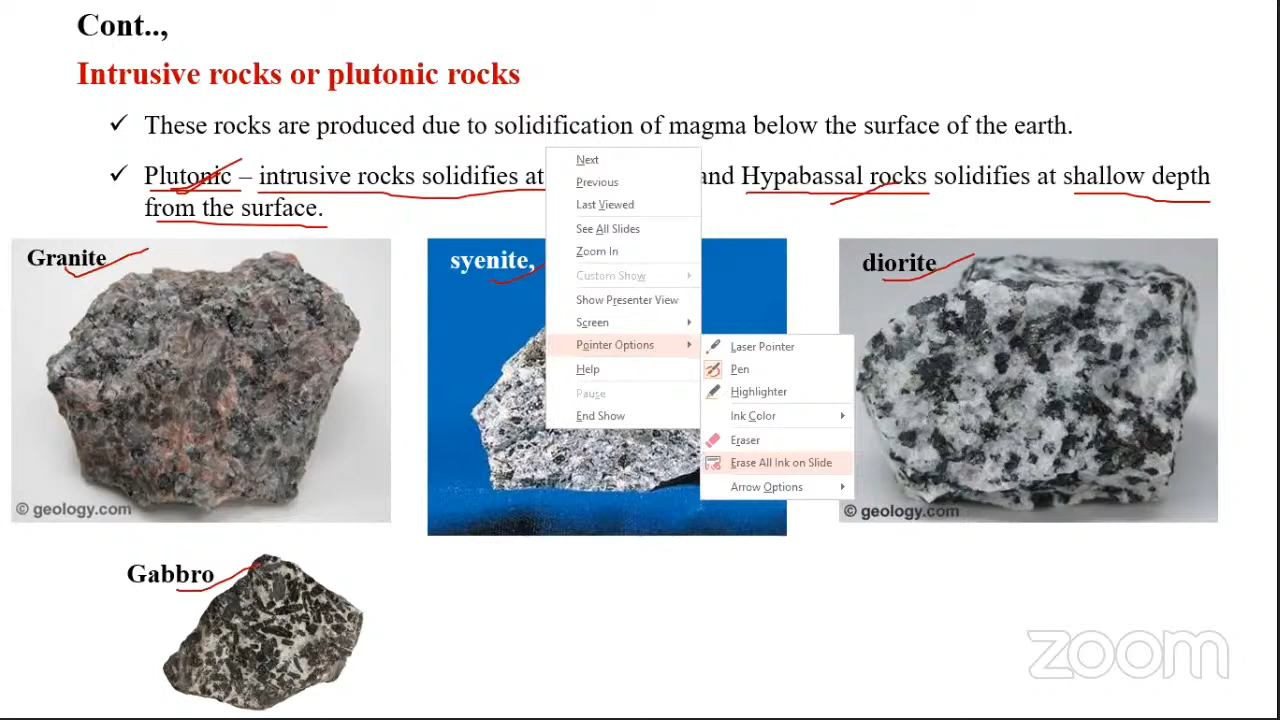 Cont..,
Intrusive rocks or plutonic rocks
These rocks are produced due to solidification of magma below the surface of the earth.
Plutonic – intrusive rocks solidifies at and Hypabassal rocks solidifies at shallow depth
from the surface.
Granite
syenite,
diorite
Next
Previous
Last Viewed
See All Slides
Zoom In
Custom Show
Show Presenter View
Screen
Pointer Options
Help
Pause
End Show
Laser Pointer
Pen
Highlighter
Ink Color
Eraser
Erase All Ink on Slide
Arrow Options
© geology.com
© geology.com
Gabbro
zoom